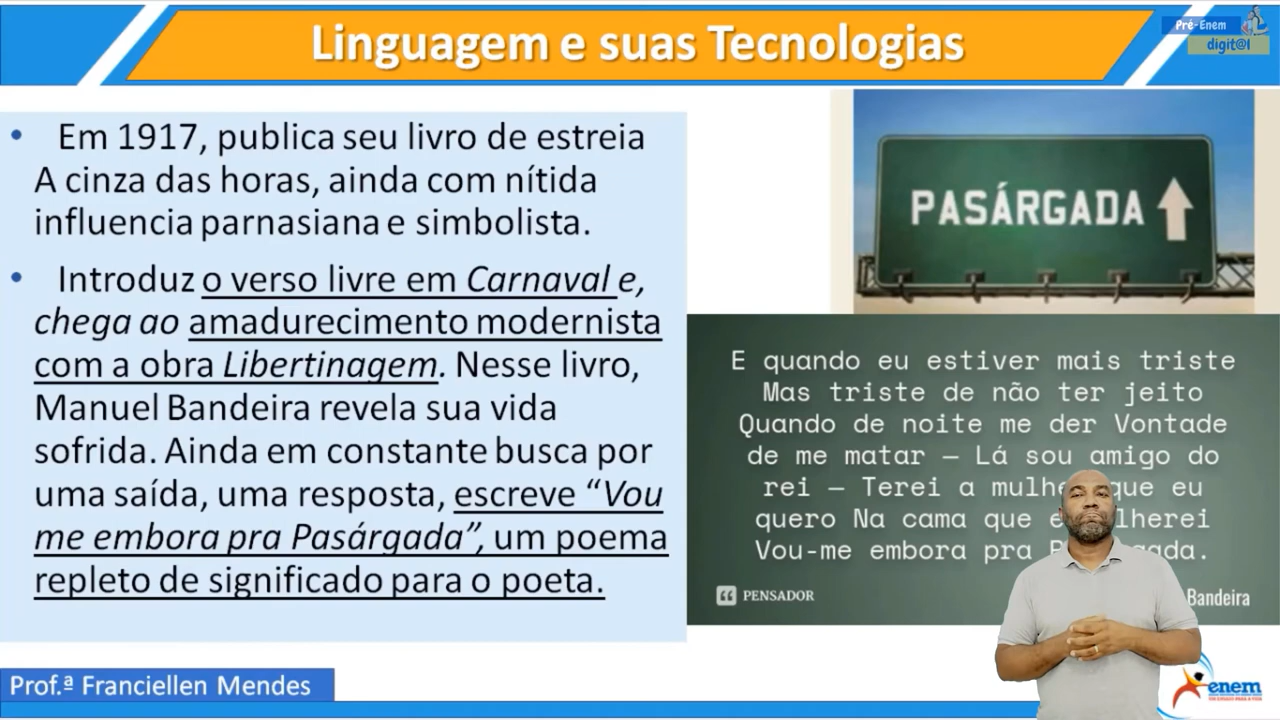 Linguagem e suas Tecnologias
Pré-Enem
digit@l
• Em 1917, publica seu livro de estreia
A cinza das horas, ainda com nítida
influencia parnasiana e simbolista.
• Introduz o verso livre em Carnaval e,
chega ao amadurecimento modernista
com a obra Libertinagem. Nesse livro,
Manuel Bandeira revela sua vida
sofrida. Ainda em constante busca por
uma saída, uma resposta, escreve “Vou
me embora pra Pasárgada”, um poema
repleto de significado para o poeta.
PASÁRGADA
E quando eu estiver mais triste
Mas triste de não ter jeito
Quando de noite me der Vontade
de me matar — Lá sou amigo do
rei — Terei a que eu
quero Na cama que
Vou-me embora pra
PENSADOR
Bandeira
Prof.ª Franciellen Mendes
enem